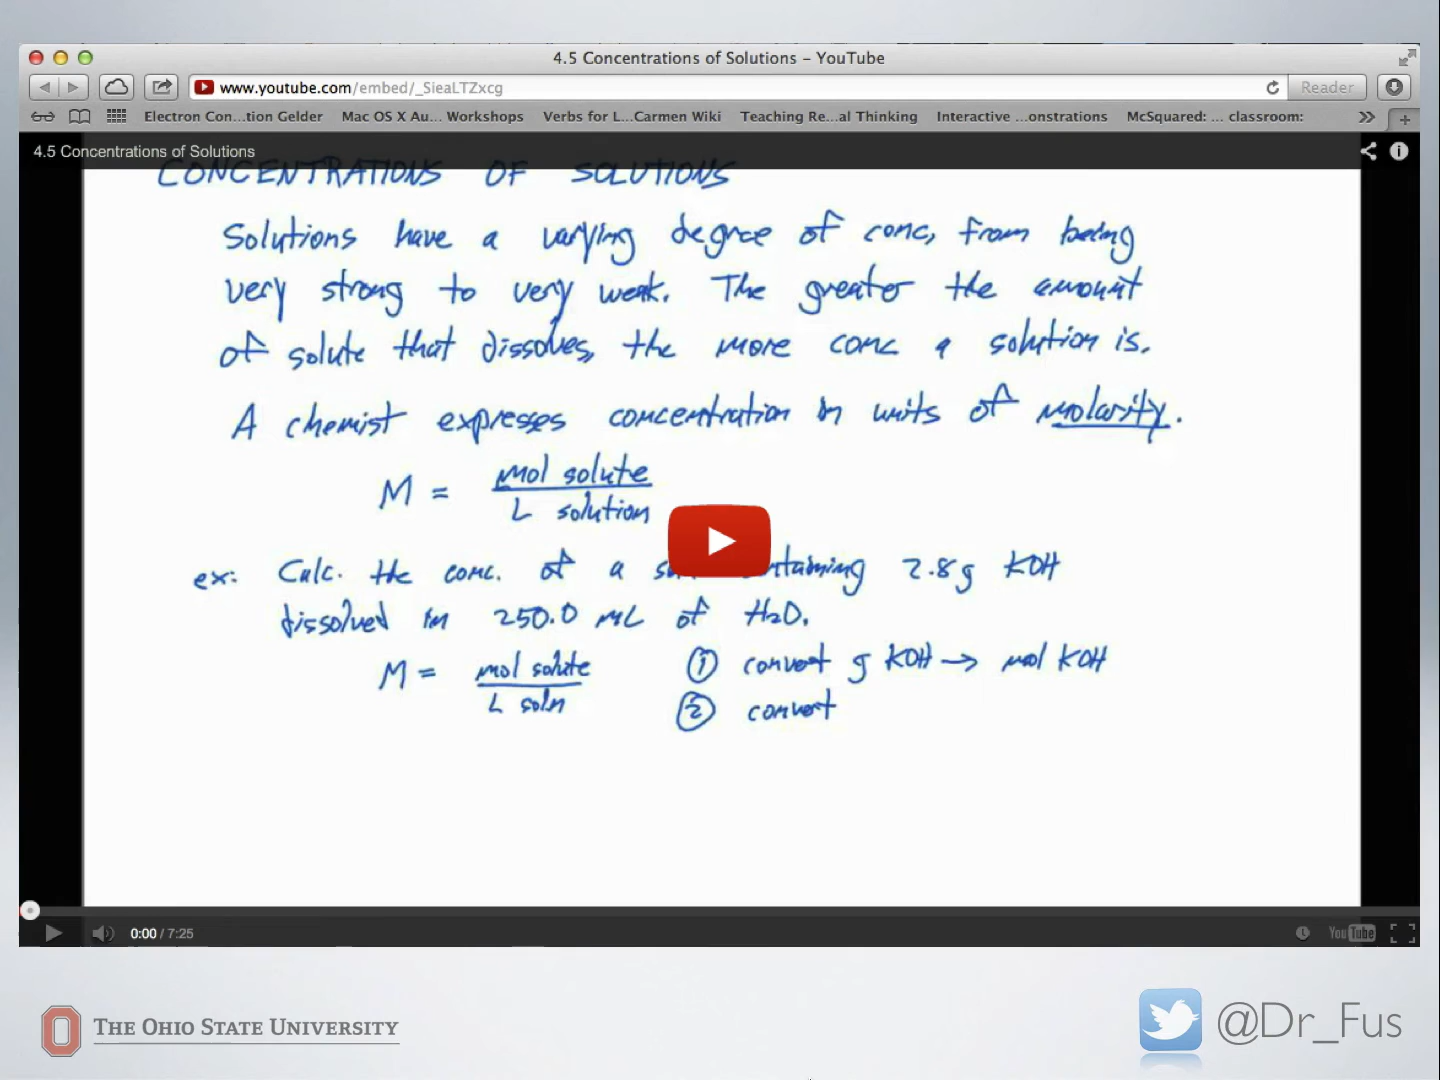 4.5 Concentrations of Solutions – YouTube
www.youtube.com/embed/_SieaLTZxcg
Reader
Electron Con...tion Gelder Mac OS X Au... Workshops Verbs for L...Carmen Wiki Teaching Re...al Thinking Interactive ...onstrations McSquared: ... classroom:
4.5 Concentrations of Solutions
CONCENTRATIONS OF SOLUTIONS
Solutions have a varying degree of conc, from being
very strong to very weak. The greater the amount
of solute that dissolves, the more conc a solution is.
A chemist expresses concentration in units of molarity.
M = mol solute
L solution
ex: Calc. the conc. of a 2.8g KOH
dissolved in 250.0 mL of H2O.
M = mol solute
L soln
① convert g KOH → mol KOH
② convert
0:00 / 7:25
YouTube
THE OHIO STATE UNIVERSITY
@Dr_Fus